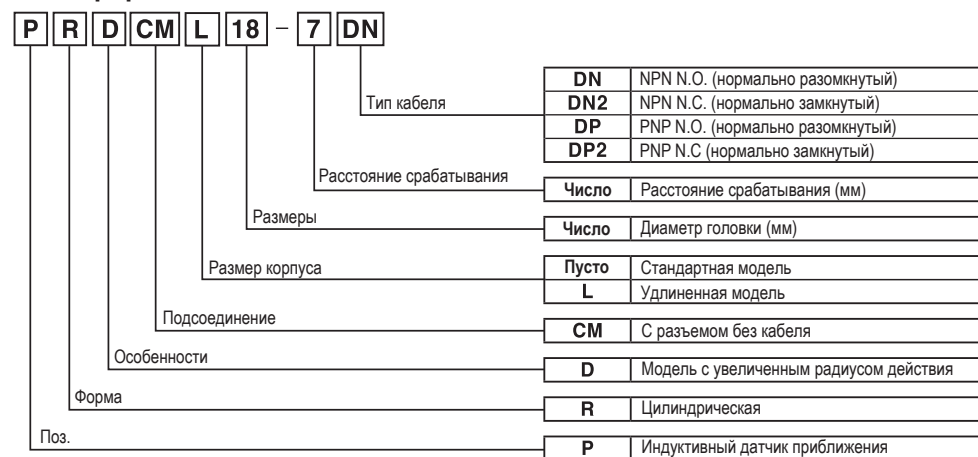 P R D CM L 18 – 7 DN
Тип кабеля
DN NPN N.O. (нормально разомкнутый)
DN2 NPN N.C. (нормально замкнутый)
DP PNP N.O. (нормально разомкнутый)
DP2 PNP N.C (нормально замкнутый)
Расстояние срабатывания
Число Расстояние срабатывания (мм)
Размеры
Число Диаметр головки (мм)
Размер корпуса
Пусто Стандартная модель
L Удлиненная модель
Подсоединение
CM С разъемом без кабеля
Особенности
D Модель с увеличенным радиусом действия
Форма
R Цилиндрическая
Поз.
P Индуктивный датчик приближения